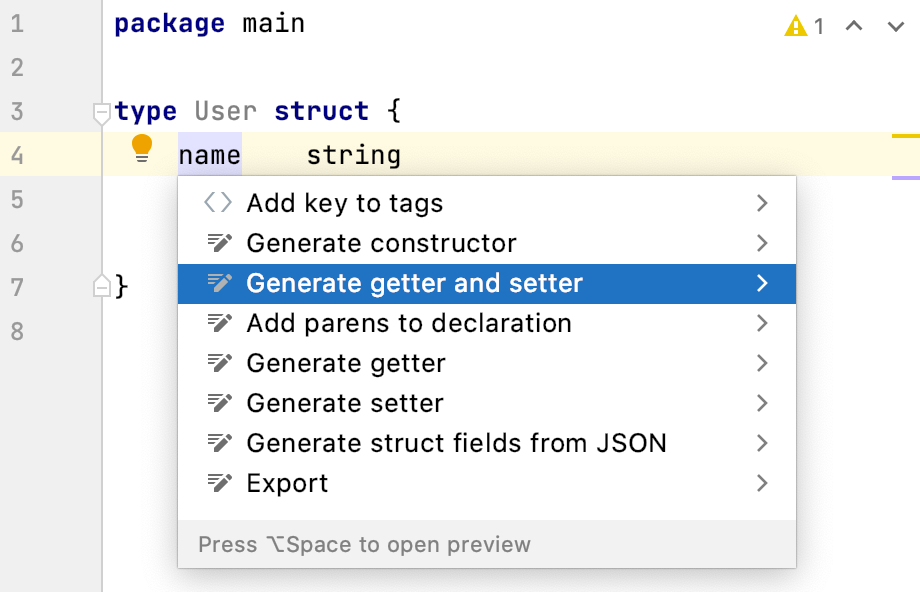 1 package main
⚠ 1
2
3 type User struct {
4 name    string
5
6
7 }
8
Add key to tags
Generate constructor
Generate getter and setter
Add parens to declaration
Generate getter
Generate setter
Generate struct fields from JSON
Export
Press ⌥Space to open preview